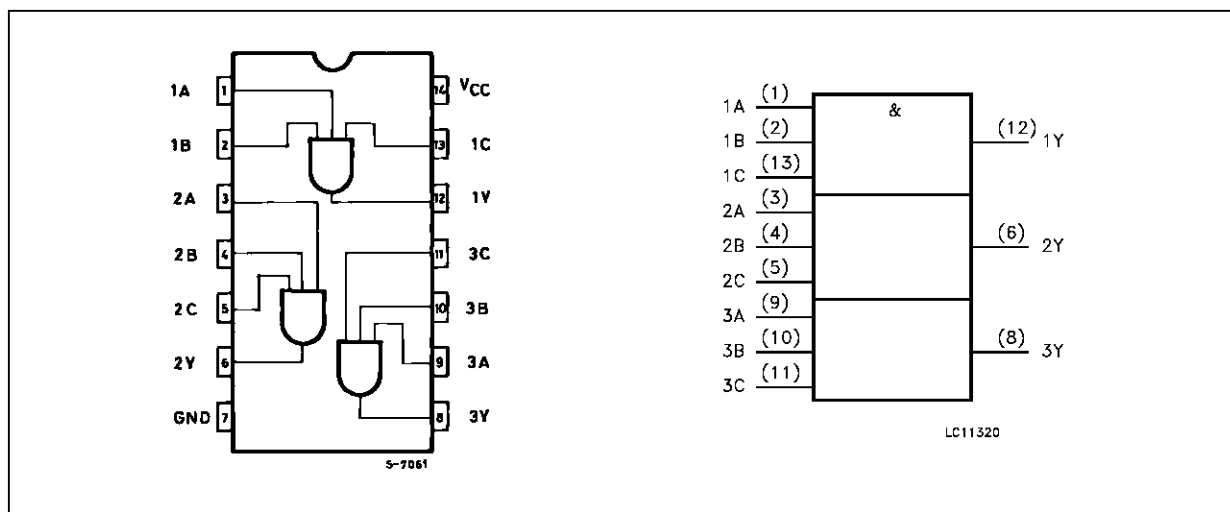 1A 1 14 VCC
1B 2 13 1C
2A 3 12 1Y
2B 4 11 3C
2C 5 10 3B
2Y 6 9 3A
GND 7 8 3Y
S-7061
&
1A (1)
1B (2)
1C (13)
2A (3)
2B (4)
2C (5)
3A (9)
3B (10)
3C (11)
(12) 1Y
(6) 2Y
(8) 3Y
LC11320